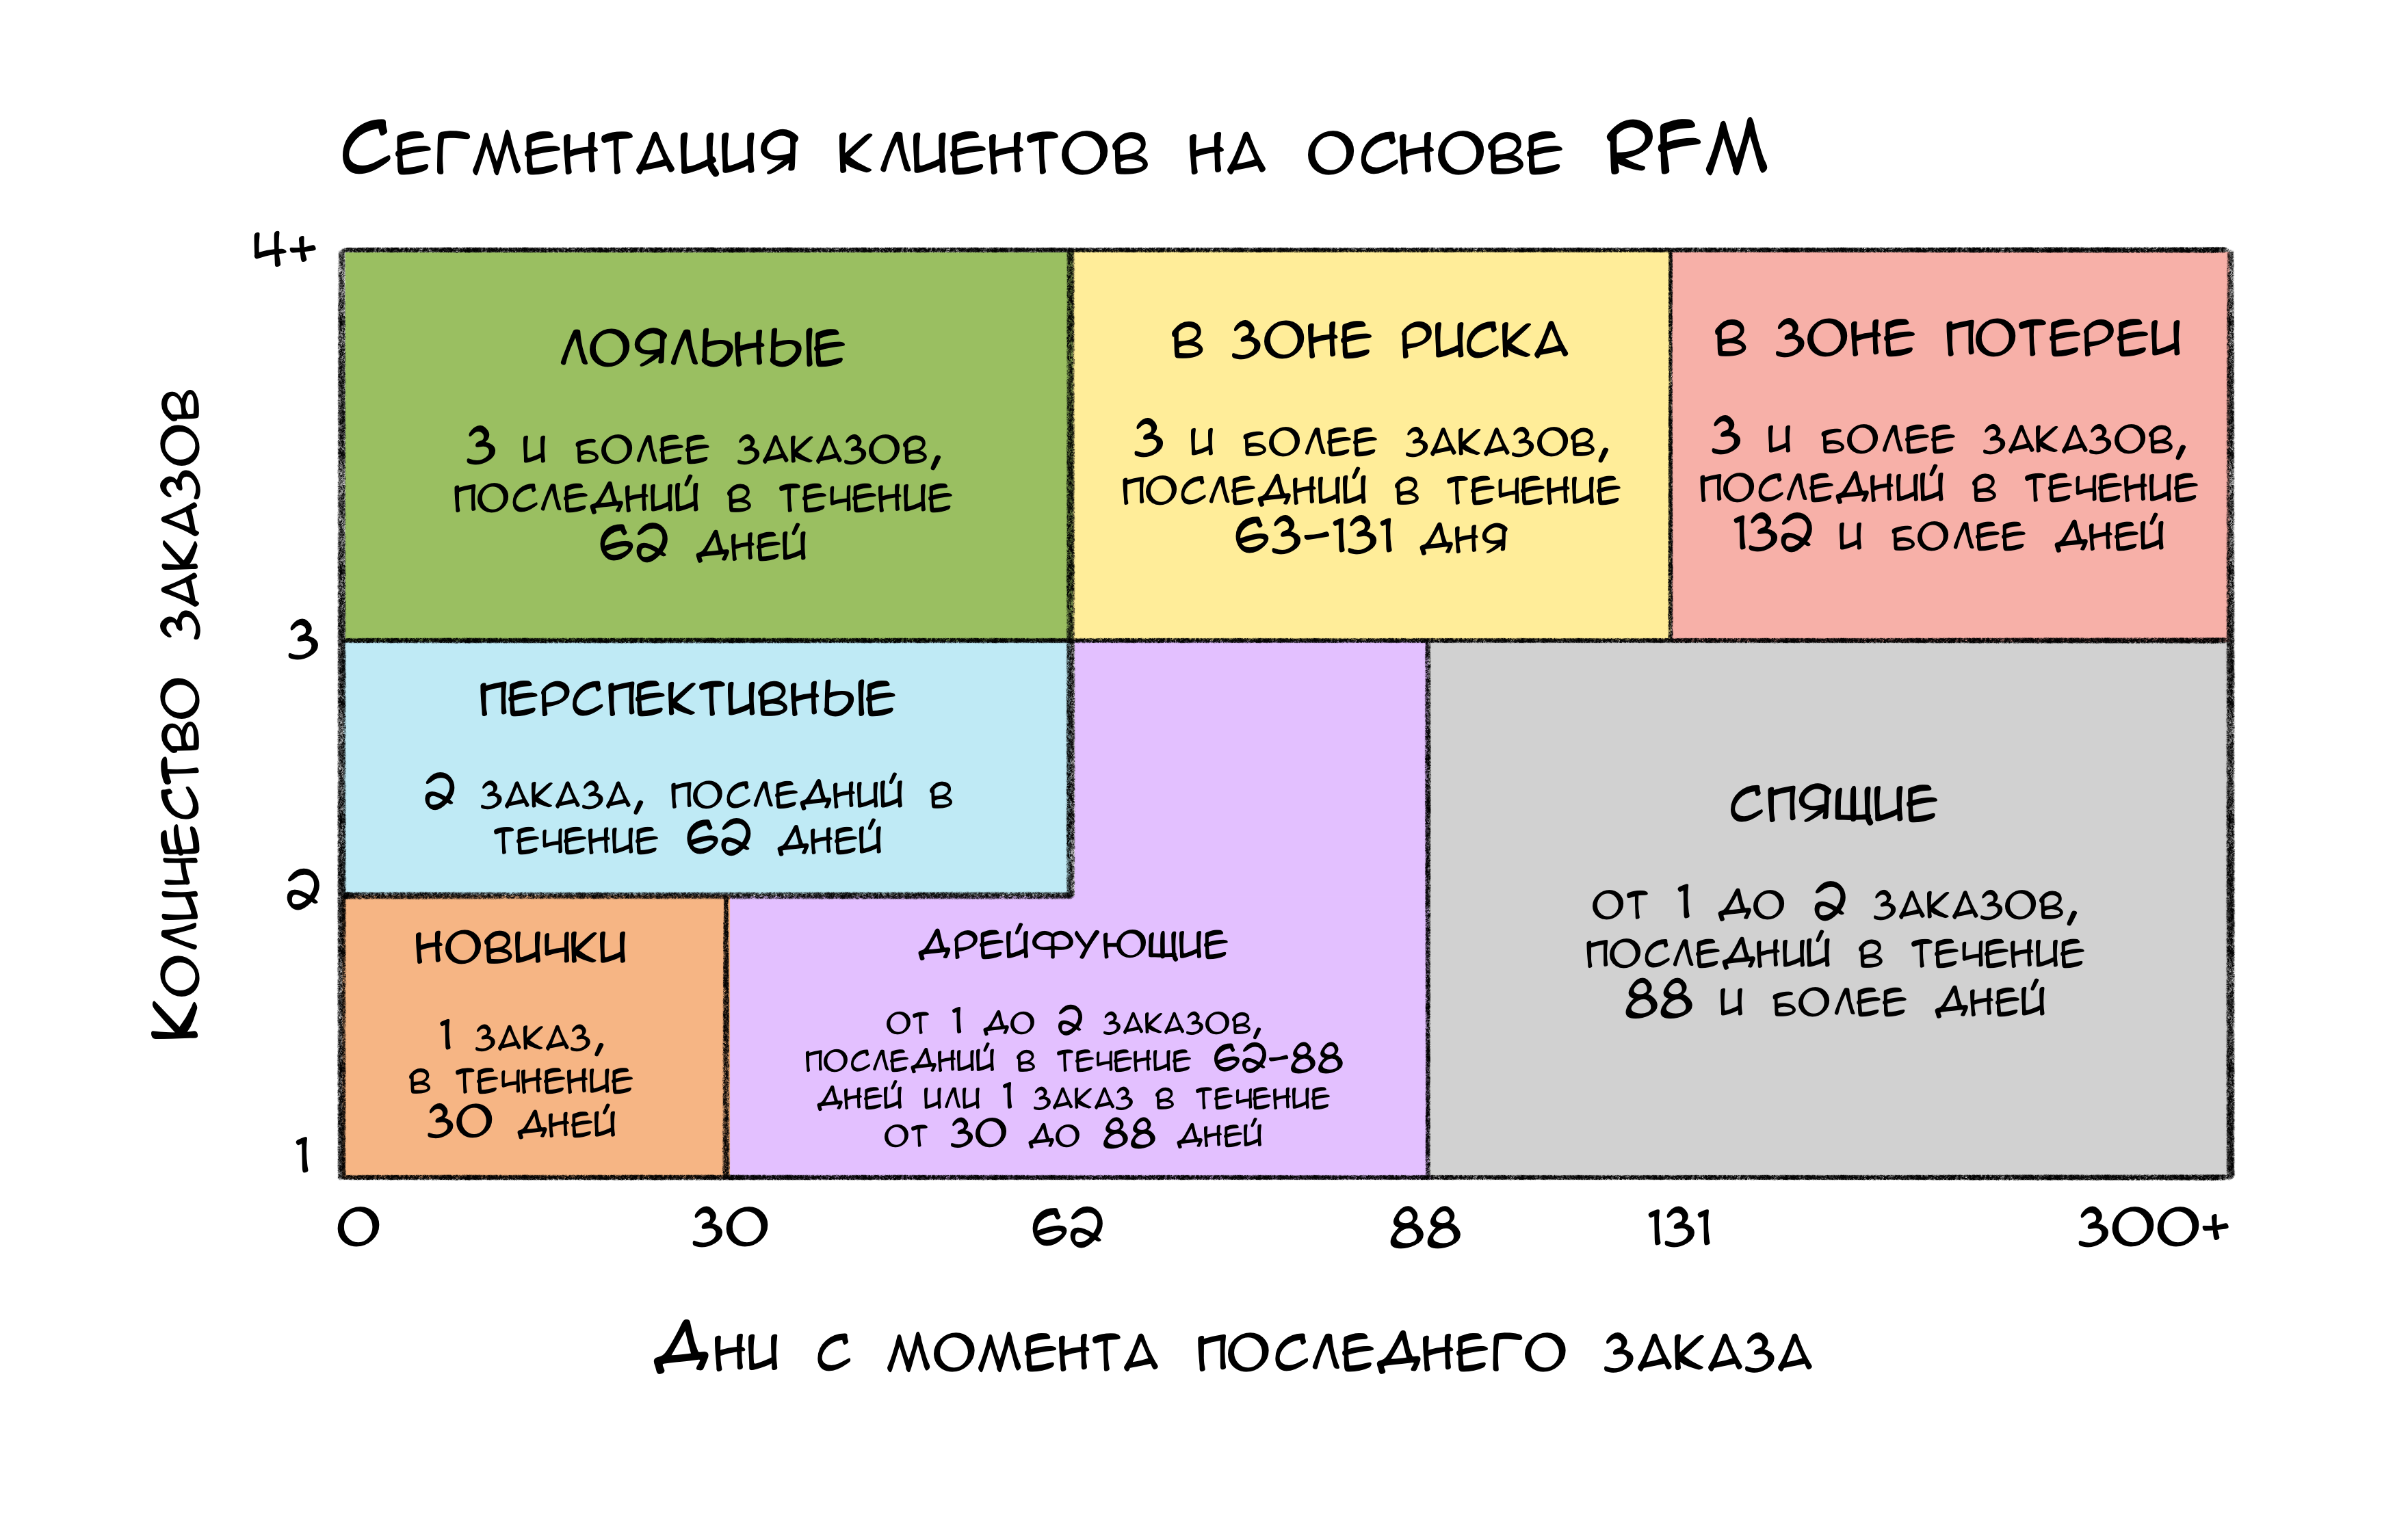 Сегментация клиентов на основе RFM
4+
3
2
1
Количество заказов
лояльные
3 и более заказов,
последний в течение
62 дней
в зоне риска
3 и более заказов,
последний в течение
63-131 дня
в зоне потереи
3 и более заказов,
последний в течение
132 и более дней
перспективные
2 заказа, последний в
течение 62 дней
новички
1 заказ,
в течнение
30 дней
дрейфующие
от 1 до 2 заказов,
последний в течение 62-88
дней или 1 заказ в течение
от 30 до 88 дней
спящие
от 1 до 2 заказов,
последний в течение
88 и более дней
0
30
62
88
131
300+
Дни с момента последнего заказа